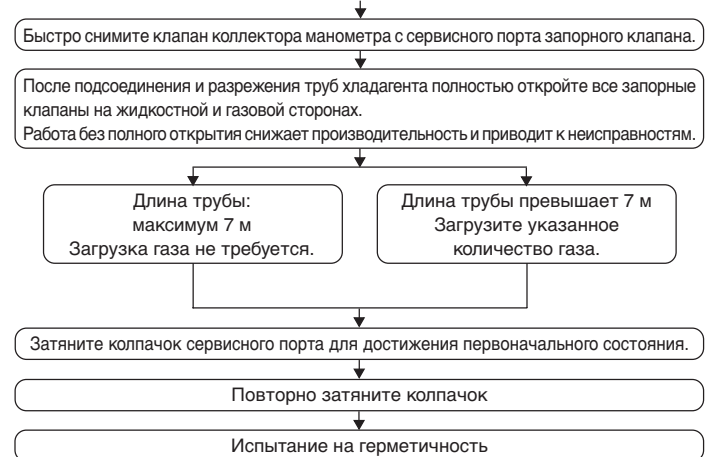 Быстро снимите клапан коллектора манометра с сервисного порта запорного клапана.
После подсоединения и разрежения труб хладагента полностью откройте все запорные
клапаны на жидкостной и газовой сторонах.
Работа без полного открытия снижает производительность и приводит к неисправностям.
Длина трубы:
максимум 7 м
Загрузка газа не требуется.
Длина трубы превышает 7 м
Загрузите указанное
количество газа.
Затяните колпачок сервисного порта для достижения первоначального состояния.
Повторно затяните колпачок
Испытание на герметичность